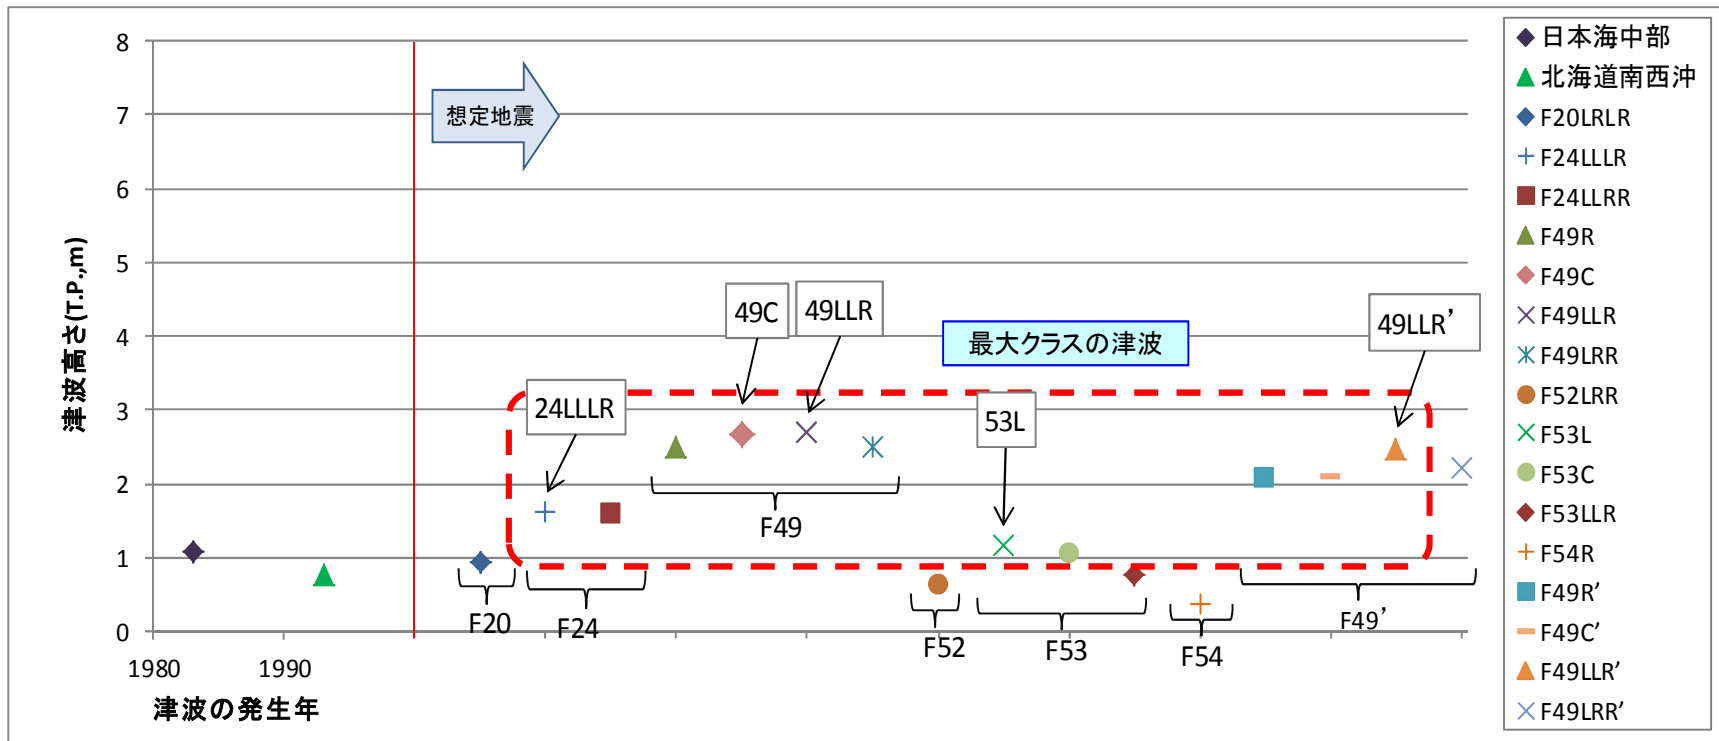 8
7
6
5
4
3
2
1
0
津波高さ(T.P.,m)
1980
1990
津波の発生年
想定地震
24LLLR
49C
49LLR
最大クラスの津波
53L
49LLR’
F20
F24
F49
F52
F53
F54
F49’
日本海中部
北海道南西沖
F20LRLR
F24LLLR
F24LLRR
F49R
F49C
F49LLR
F49LRR
F52LRR
F53L
F53C
F53LLR
F54R
F49R’
F49C’
F49LLR’
F49LRR’